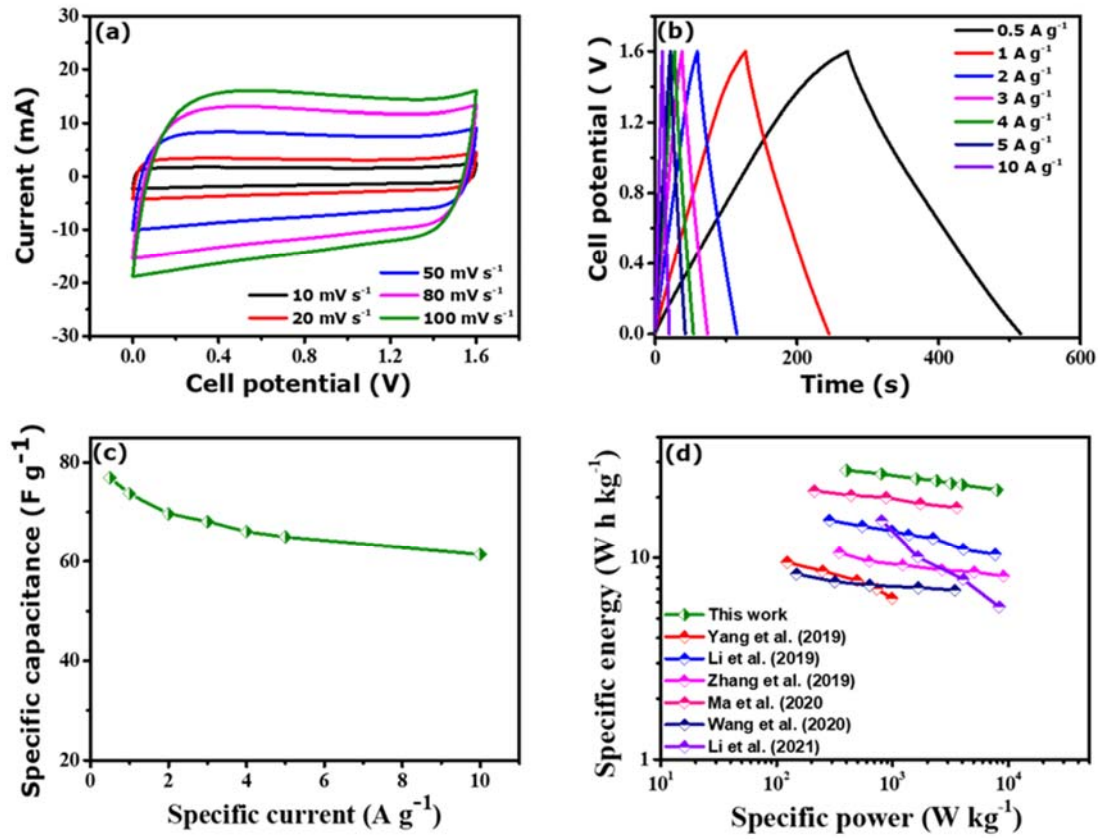 (a)
30
20
10
0
-10
-20
-30
Current (mA)
50 mV s⁻¹
10 mV s⁻¹ 80 mV s⁻¹
20 mV s⁻¹ 100 mV s⁻¹
0.0 0.4 0.8 1.2 1.6
Cell potential (V)
(b)
1.6
1.2
0.8
0.4
0.0
Cell potential ( V)
0.5 A g⁻¹
1 A g⁻¹
2 A g⁻¹
3 A g⁻¹
4 A g⁻¹
5 A g⁻¹
10 A g⁻¹
0 200 400 600
Time (s)
(c)
80
60
40
20
Specific capacitance (F g⁻¹)
0 2 4 6 8 10
Specific current (A g⁻¹)
(d)
10
1
Specific energy (W h kg⁻¹)
This work
Yang et al. (2019)
Li et al. (2019)
Zhang et al. (2019)
Ma et al. (2020
Wang et al. (2020)
Li et al. (2021)
10¹ 10² 10³ 10⁴
Specific power (W kg⁻¹)